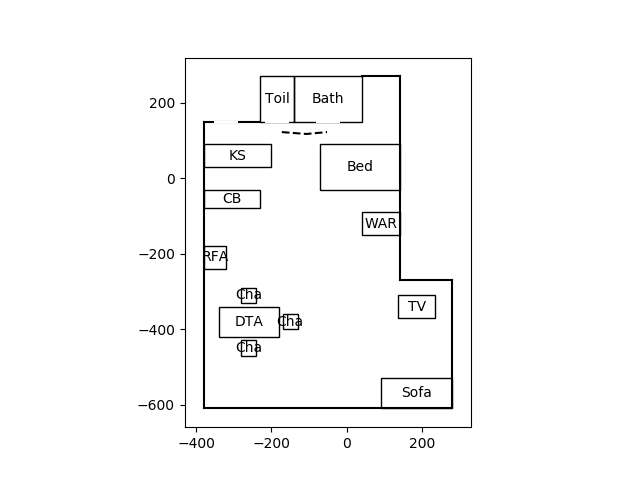 200
Toil Bath
KS
Bed
0
CB
WAR
−200
RFA
Cha
TV
DTA Cha
−400
Cha
Sofa
−600
−400 −200 0 200